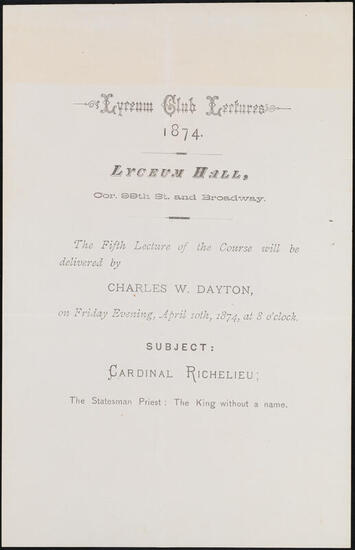 Lyceum Club Lectures
1874.
LYCEUM HALL,
Cor. 99th St. and Broadway.
The Fifth Lecture of the Course will be
delivered by
CHARLES W. DAYTON,
on Friday Evening, April 10th, 1874, at 8 o'clock.
SUBJECT:
CARDINAL RICHELIEU;
The Statesman Priest: The King without a name.